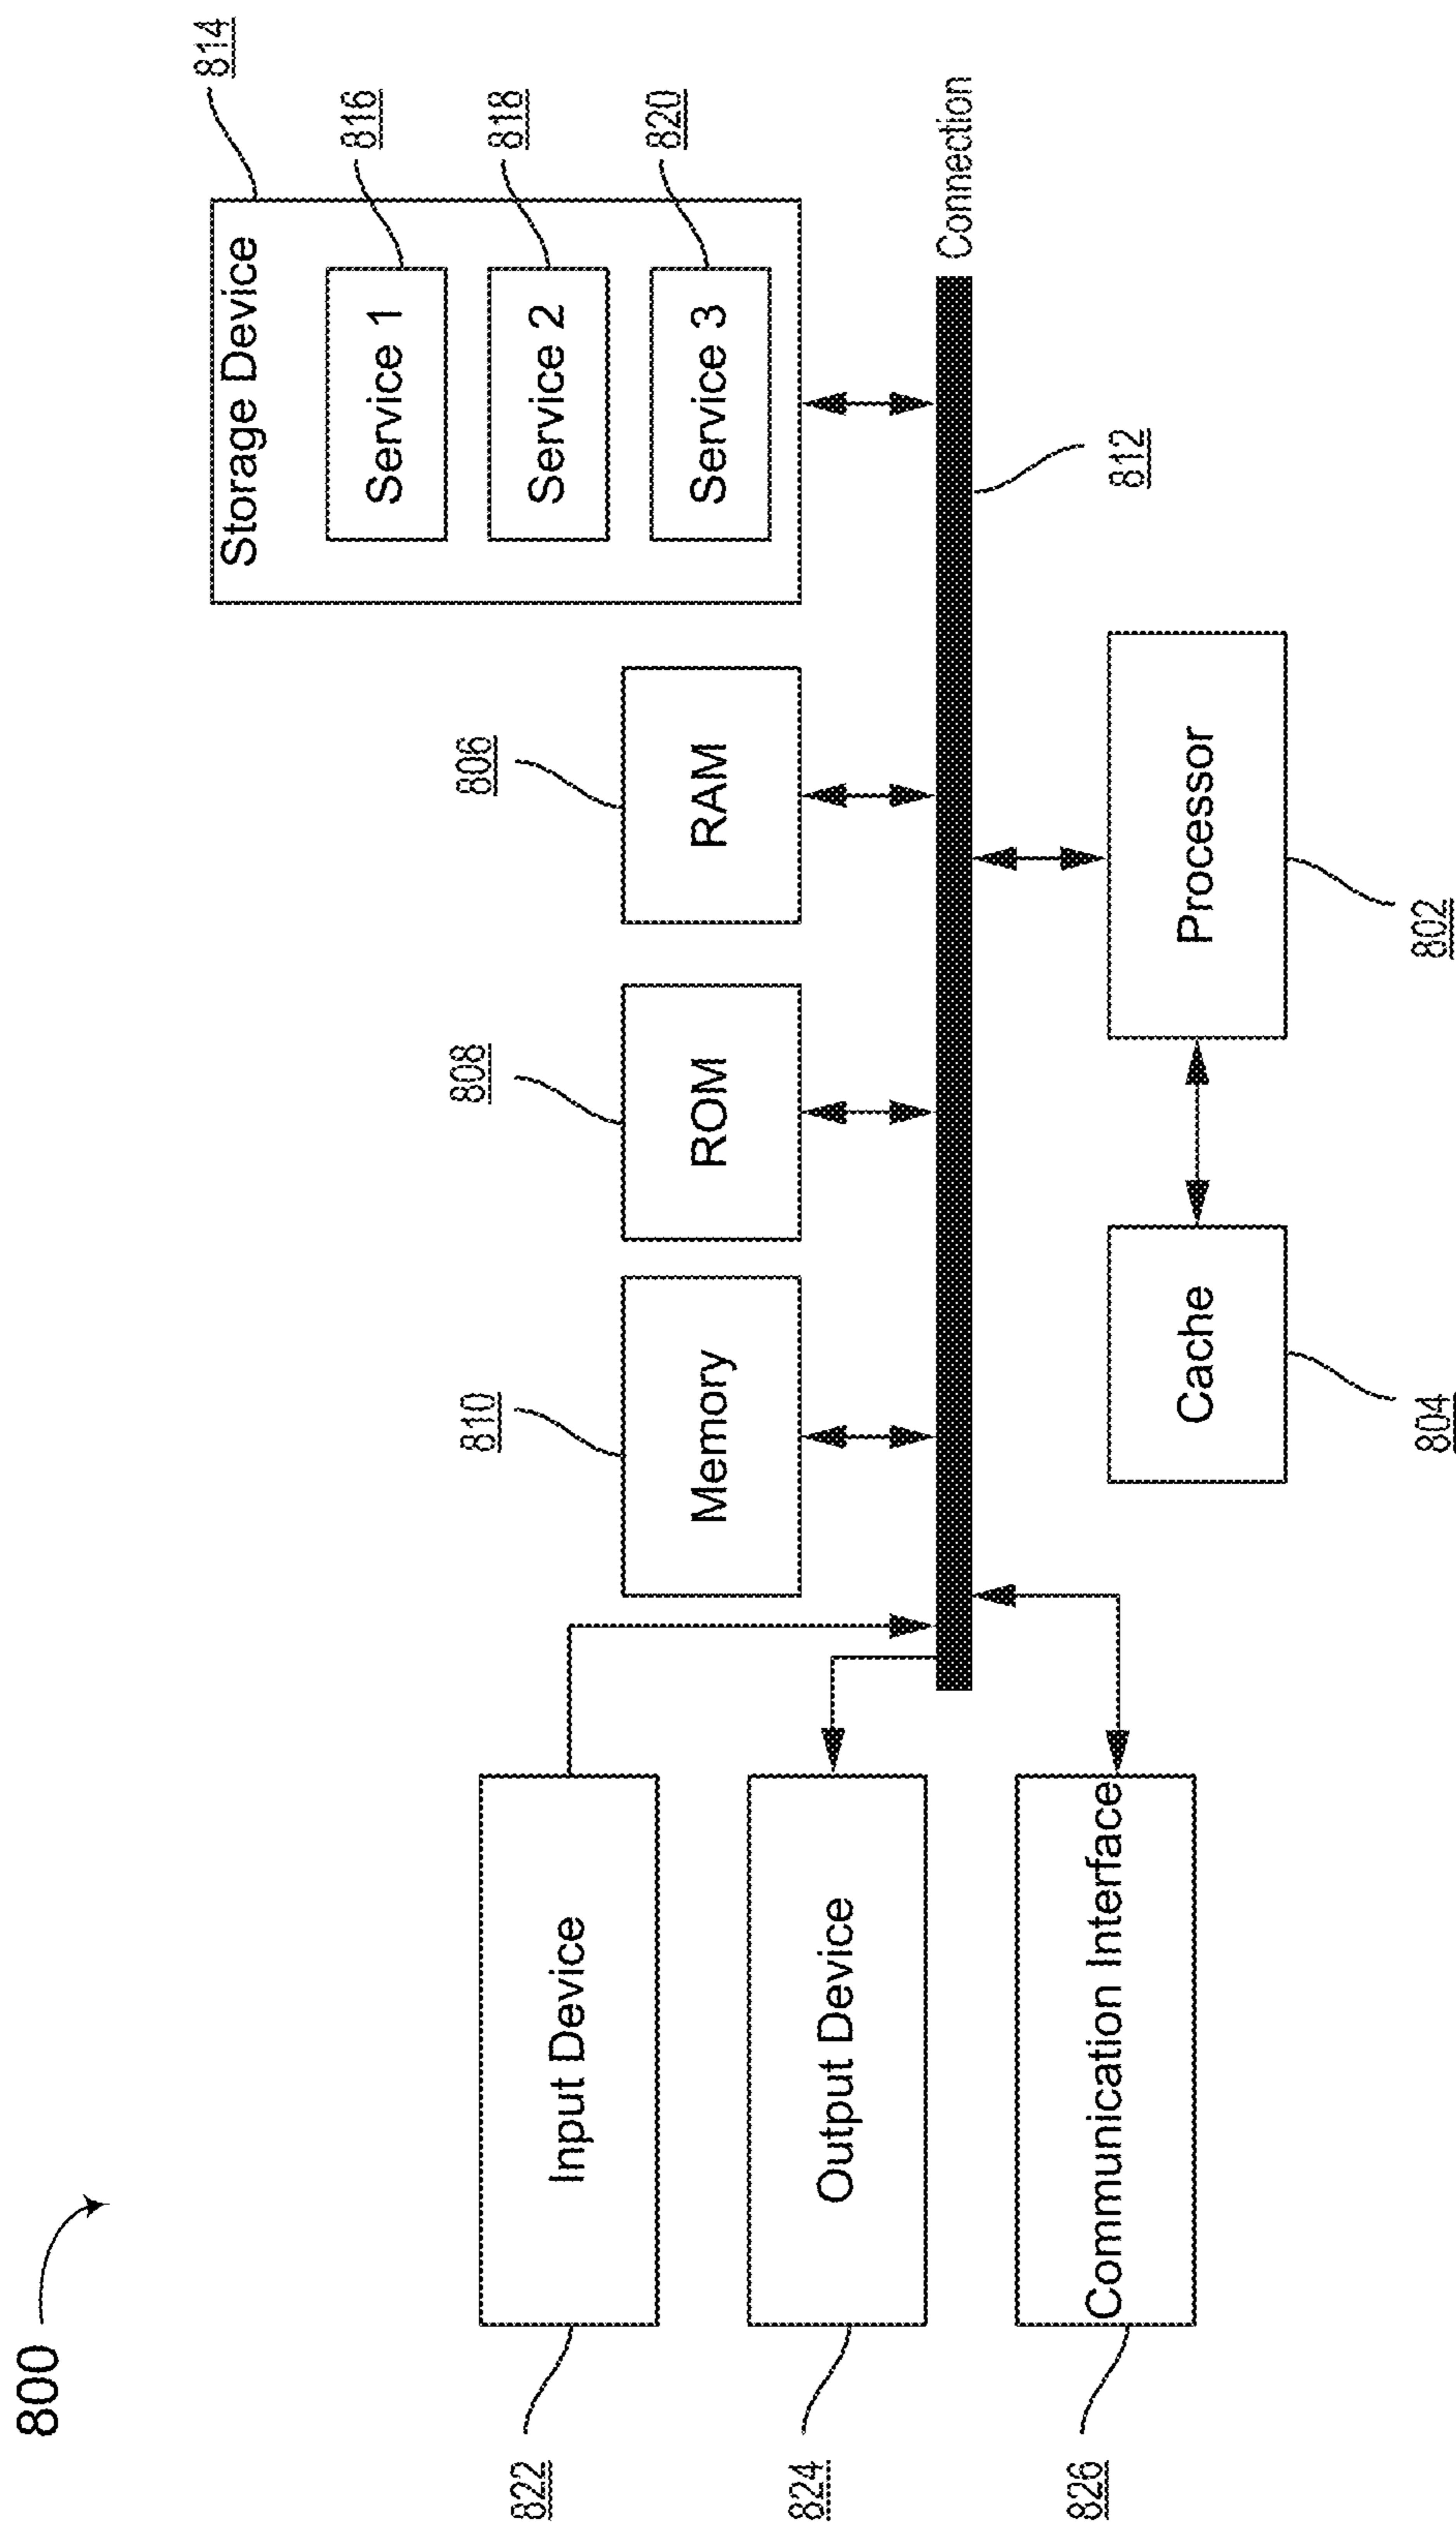 800
814
Storage Device
816
Service 1
818
Service 2
820
Service 3
806
RAM
808
ROM
810
Memory
Connection
812
822
Input Device
824
Output Device
826
Communication Interface
Processor
802
Cache
804